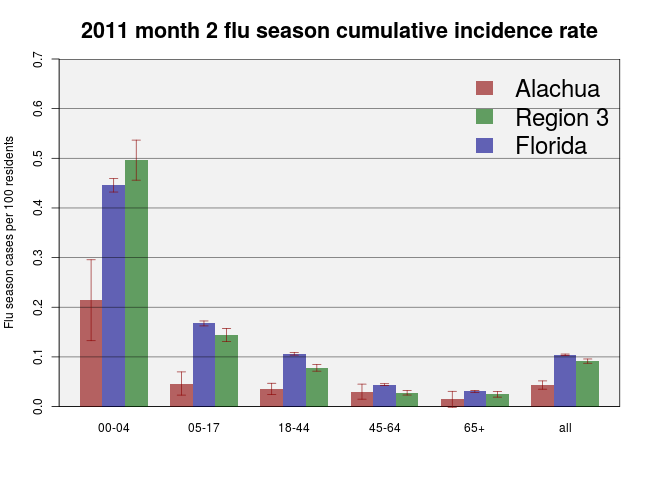 2011 month 2 flu season cumulative incidence rate
Flu season cases per 100 residents
0.7
0.6
0.5
0.4
0.3
0.2
0.1
0.0
Alachua
Region 3
Florida
00-04 05-17 18-44 45-64 65+ all